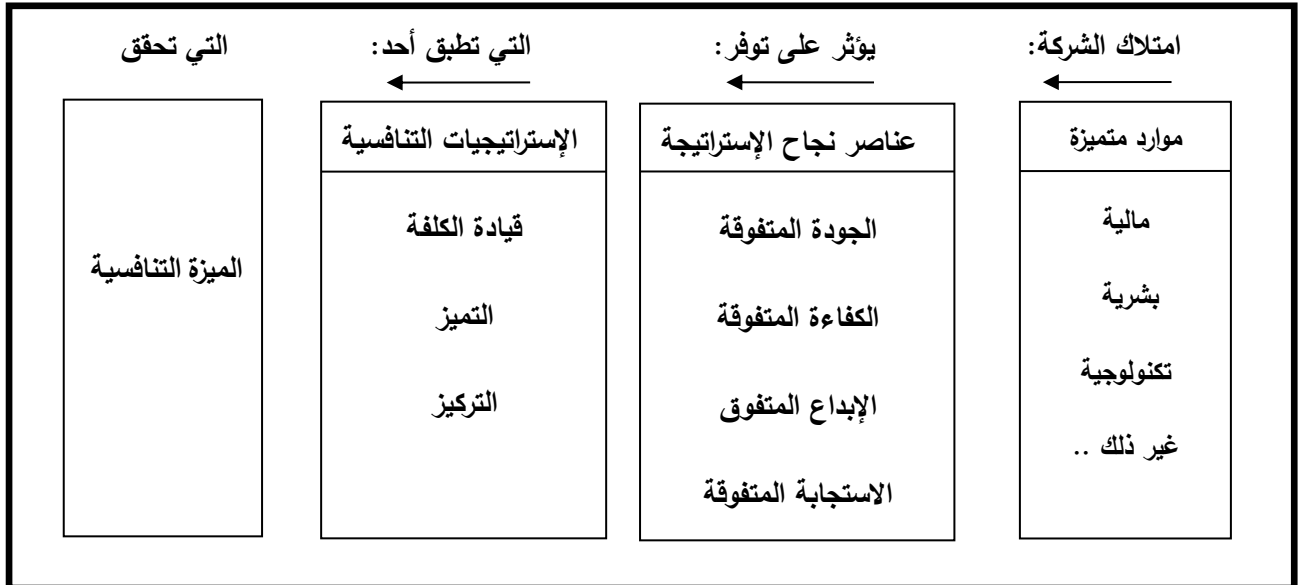 امتلاك الشركة:
يؤثر على توفر:
التي تطبق أحد:
التي تحقق
موارد متميزة
مالية
بشرية
تكنولوجية
غير ذلك ..
عناصر نجاح الإستراتيجة
الجودة المتفوقة
الكفاءة المتفوقة
الإبداع المتفوق
الاستجابة المتفوقة
الإستراتيجيات التنافسية
قيادة الكلفة
التميز
التركيز
الميزة التنافسية